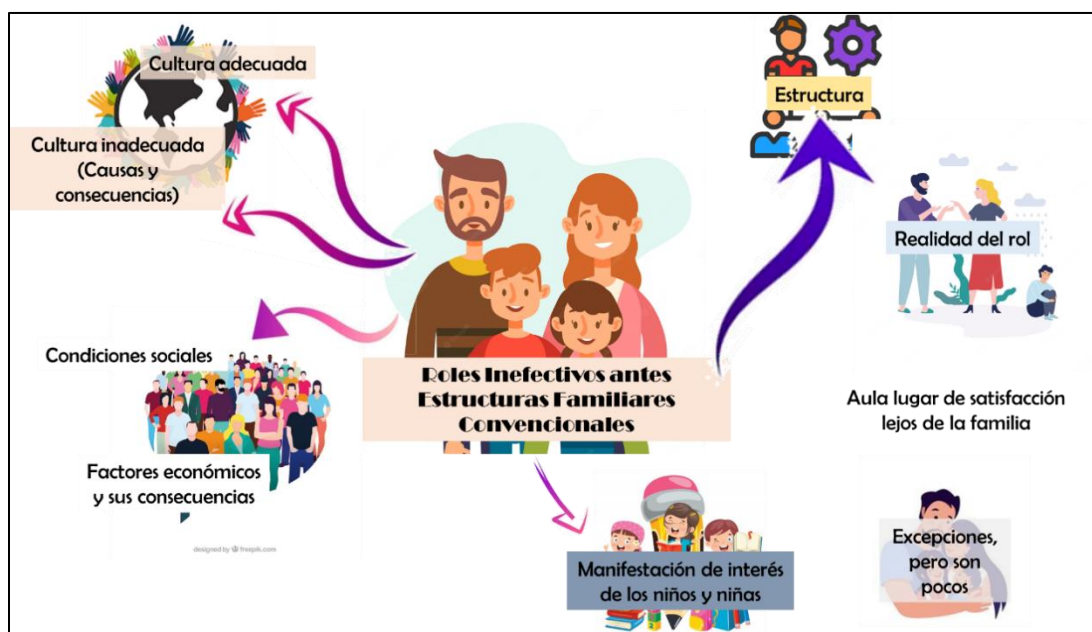 Cultura adecuada
Cultura inadecuada
(Causas y
consecuencias)
Condiciones sociales
Factores económicos
y sus consecuencias
designed by freepik.com
Roles Inefectivos antes
Estructuras Familiares
Convencionales
Estructura
Realidad del rol
Aula lugar de satisfacción
lejos de la familia
Manifestación de interés
de los niños y niñas
Excepciones,
pero son
pocos